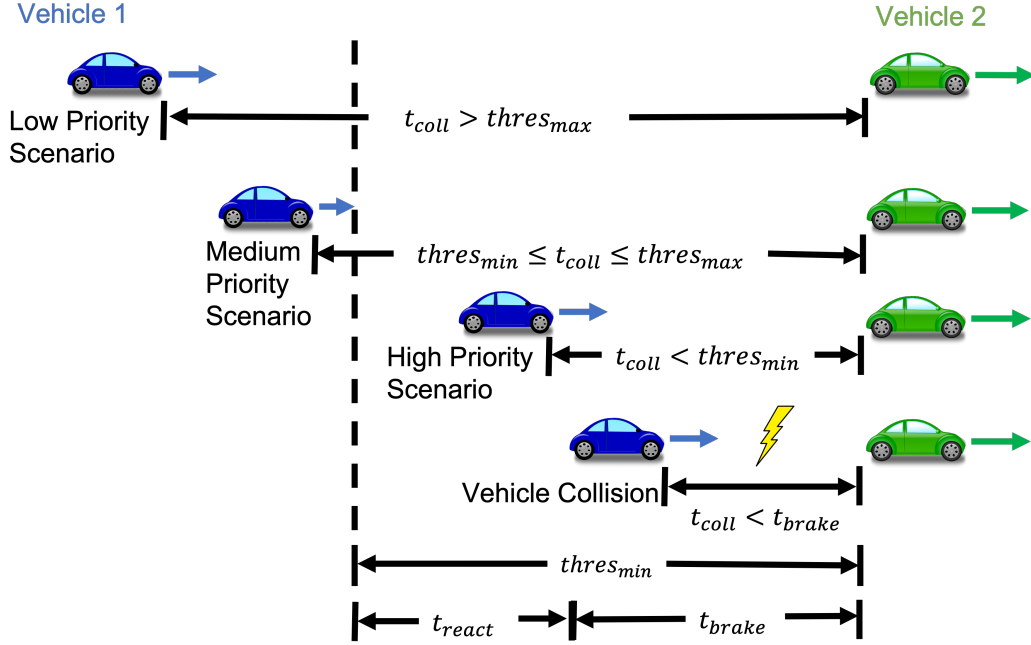 Vehicle 1
Vehicle 2
Low Priority
Scenario
t_coll > thres_max
Medium
Priority
Scenario
thres_min ≤ t_coll ≤ thres_max
High Priority
Scenario
t_coll < thres_min
Vehicle Collision
t_coll < t_brake
thres_min
t_react
t_brake